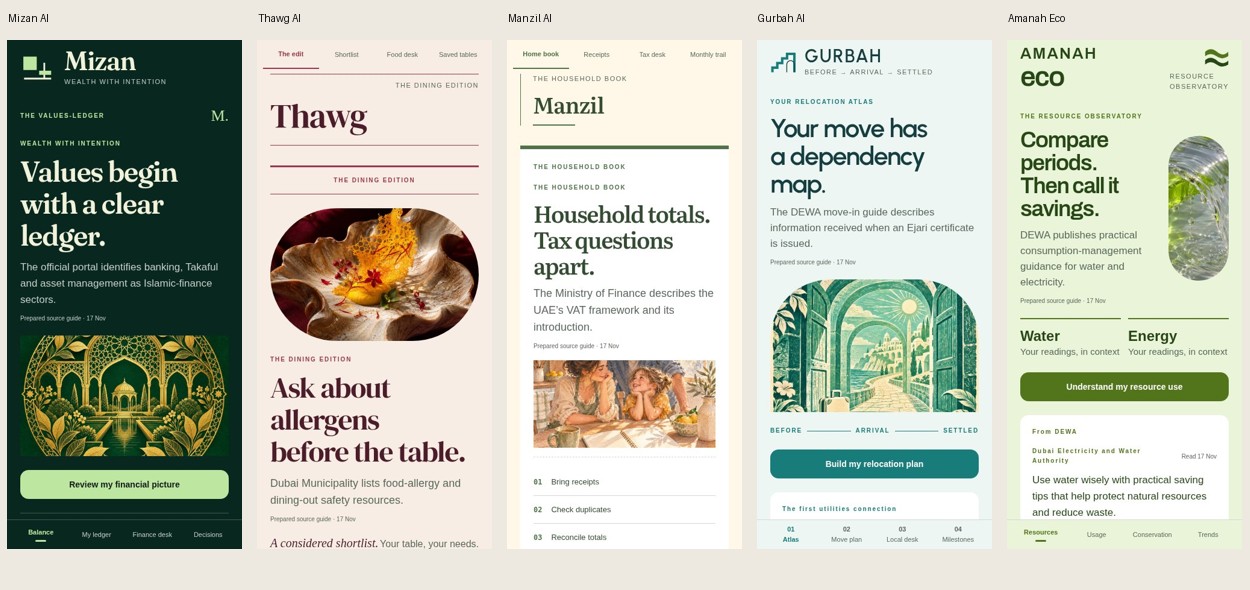 Mizan AI
Mizan
WEALTH WITH INTENTION
THE VALUES-LEDGER
M.
WEALTH WITH INTENTION
Values begin
with a clear
ledger.
The official portal identifies banking, Takaful
and asset management as Islamic-finance
sectors.
Prepared source guide · 17 Nov
Review my financial picture
Balance
My ledger
Finance desk
Decisions
Thawg AI
The edit
Shortlist
Food desk
Saved tables
THE DINING EDITION
Thawg
THE DINING EDITION
THE DINING EDITION
Ask about
allergens
before the table.
Dubai Municipality lists food-allergy and
dining-out safety resources.
Prepared source guide · 17 Nov
A considered shortlist. Your table, your needs.
Manzil AI
Home book
Receipts
Tax desk
Monthly trail
THE HOUSEHOLD BOOK
Manzil
THE HOUSEHOLD BOOK
THE HOUSEHOLD BOOK
Household totals.
Tax questions
apart.
The Ministry of Finance describes the
UAE's VAT framework and its
introduction.
Prepared source guide · 17 Nov
01 Bring receipts
02 Check duplicates
03 Reconcile totals
Gurbah AI
GURBAH
BEFORE → ARRIVAL → SETTLED
YOUR RELOCATION ATLAS
Your move has
a dependency
map.
The DEWA move-in guide describes
information received when an Ejari certificate
is issued.
Prepared source guide · 17 Nov
BEFORE ARRIVAL SETTLED
Build my relocation plan
The first utilities connection
01 02 03 04
Atlas Move plan Local desk Milestones
Amanah Eco
AMANAH
eco
RESOURCE
OBSERVATORY
THE RESOURCE OBSERVATORY
Compare
periods.
Then call it
savings.
DEWA publishes practical
consumption-management
guidance for water and
electricity.
Prepared source guide · 17 Nov
Water
Your readings, in context
Energy
Your readings, in context
Understand my resource use
From DEWA
Dubai Electricity and Water
Authority
Read 17 Nov
Use water wisely with practical saving
tips that help protect natural resources
and reduce waste.
Resources
Usage
Conservation
Trends